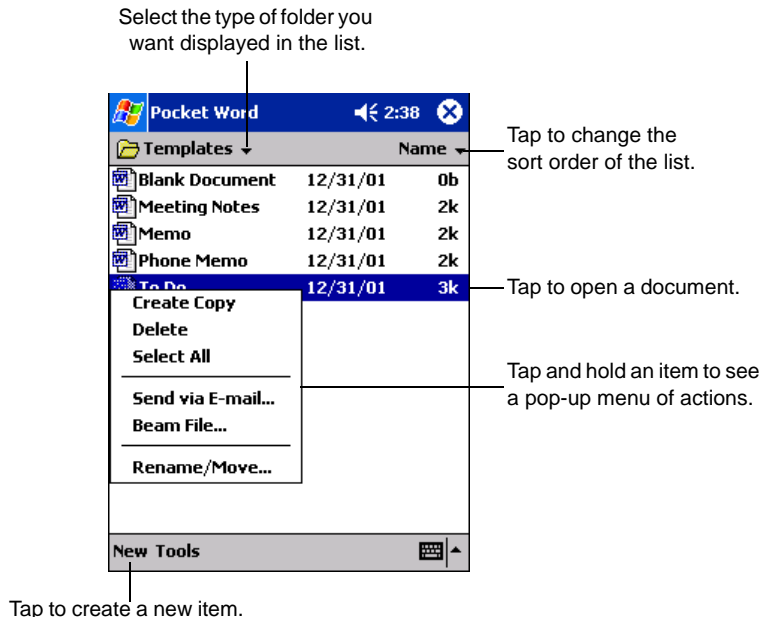 Select the type of folder you
want displayed in the list.
Pocket Word 2:38
Templates Name
Tap to change the
sort order of the list.
Blank Document 12/31/01 0b
Meeting Notes 12/31/01 2k
Memo 12/31/01 2k
Phone Memo 12/31/01 2k
To Do 12/31/01 3k
Tap to open a document.
Create Copy
Delete
Select All
Send via E-mail...
Beam File...
Rename/Move...
Tap and hold an item to see
a pop-up menu of actions.
New Tools
Tap to create a new item.